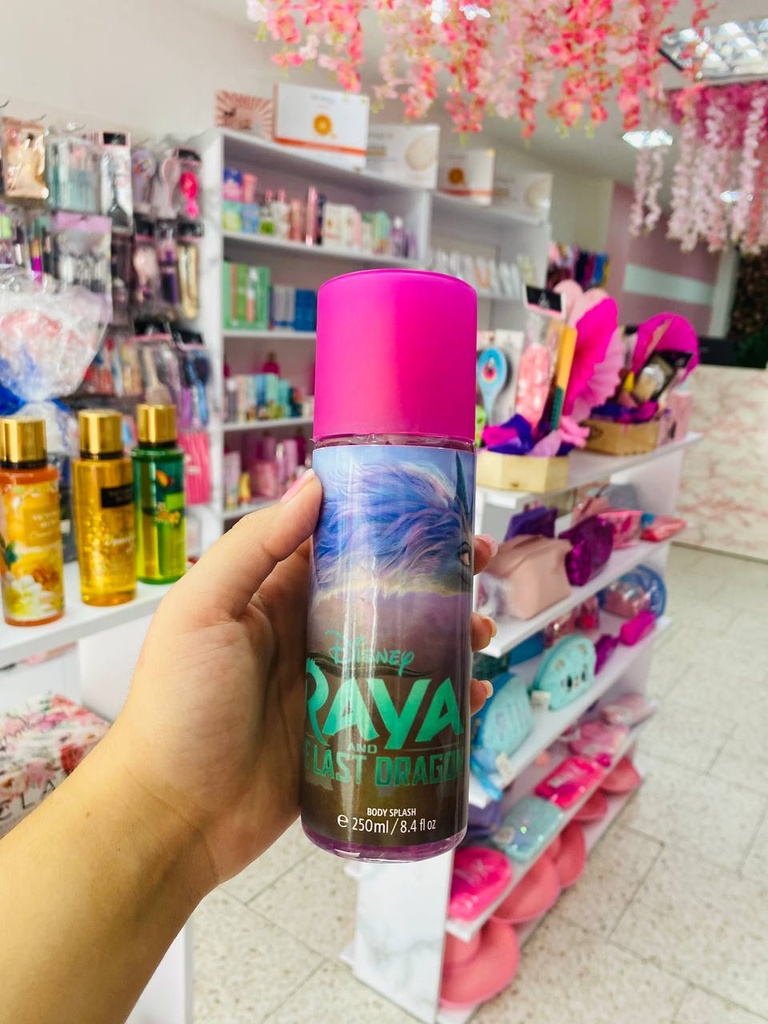 Disney
RAYA
AND
LAST DRAGON
BODY SPLASH
℮ 250ml / 8.4 fl oz